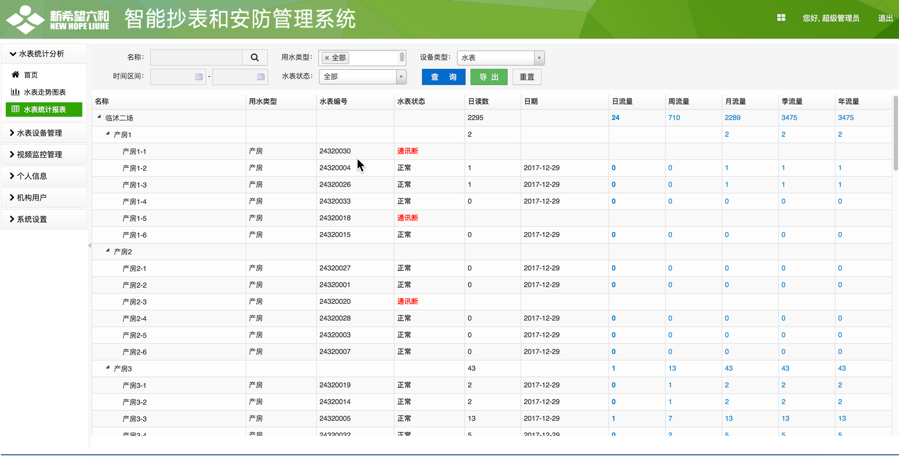 新希望六和
NEW HOPE LIUHE
智能抄表和安防管理系统
您好, 超级管理员 退出
水表统计分析
首页
水表走势图表
水表统计报表
水表设备管理
视频监控管理
个人信息
机构用户
系统设置
名称: 用水类型: × 全部 设备类型: 水表
时间区间: - 水表状态: 全部 查 询 导 出 重置
名称 用水类型 水表编号 水表状态 日读数 日期 日流量 周流量 月流量 季流量 年流量
临沭二场 2295 24 710 2289 3475 3475
产房1 2 2 2 2
产房1-1 产房 24320030 通讯断
产房1-2 产房 24320004 正常 1 2017-12-29 0 0 1 1 1
产房1-3 产房 24320026 正常 1 2017-12-29 0 0 1 1 1
产房1-4 产房 24320033 正常 0 2017-12-29 0 0 0 0 0
产房1-5 产房 24320018 通讯断
产房1-6 产房 24320015 正常 0 2017-12-29 0 0 0 0 0
产房2
产房2-1 产房 24320027 正常 0 2017-12-29 0 0 0 0 0
产房2-2 产房 24320001 正常 0 2017-12-29 0 0 0 0 0
产房2-3 产房 24320020 通讯断
产房2-4 产房 24320028 正常 0 2017-12-29 0 0 0 0 0
产房2-5 产房 24320003 正常 0 2017-12-29 0 0 0 0 0
产房2-6 产房 24320007 正常 0 2017-12-29 0 0 0 0 0
产房3 43 1 13 43 43 43
产房3-1 产房 24320019 正常 2 2017-12-29 0 1 2 2 2
产房3-2 产房 24320014 正常 2 2017-12-29 0 1 2 2 2
产房3-3 产房 24320005 正常 13 2017-12-29 1 7 13 13 13
产房3-4 产房 24320032 正常 5 2017-12-29 0 2 5 5 5